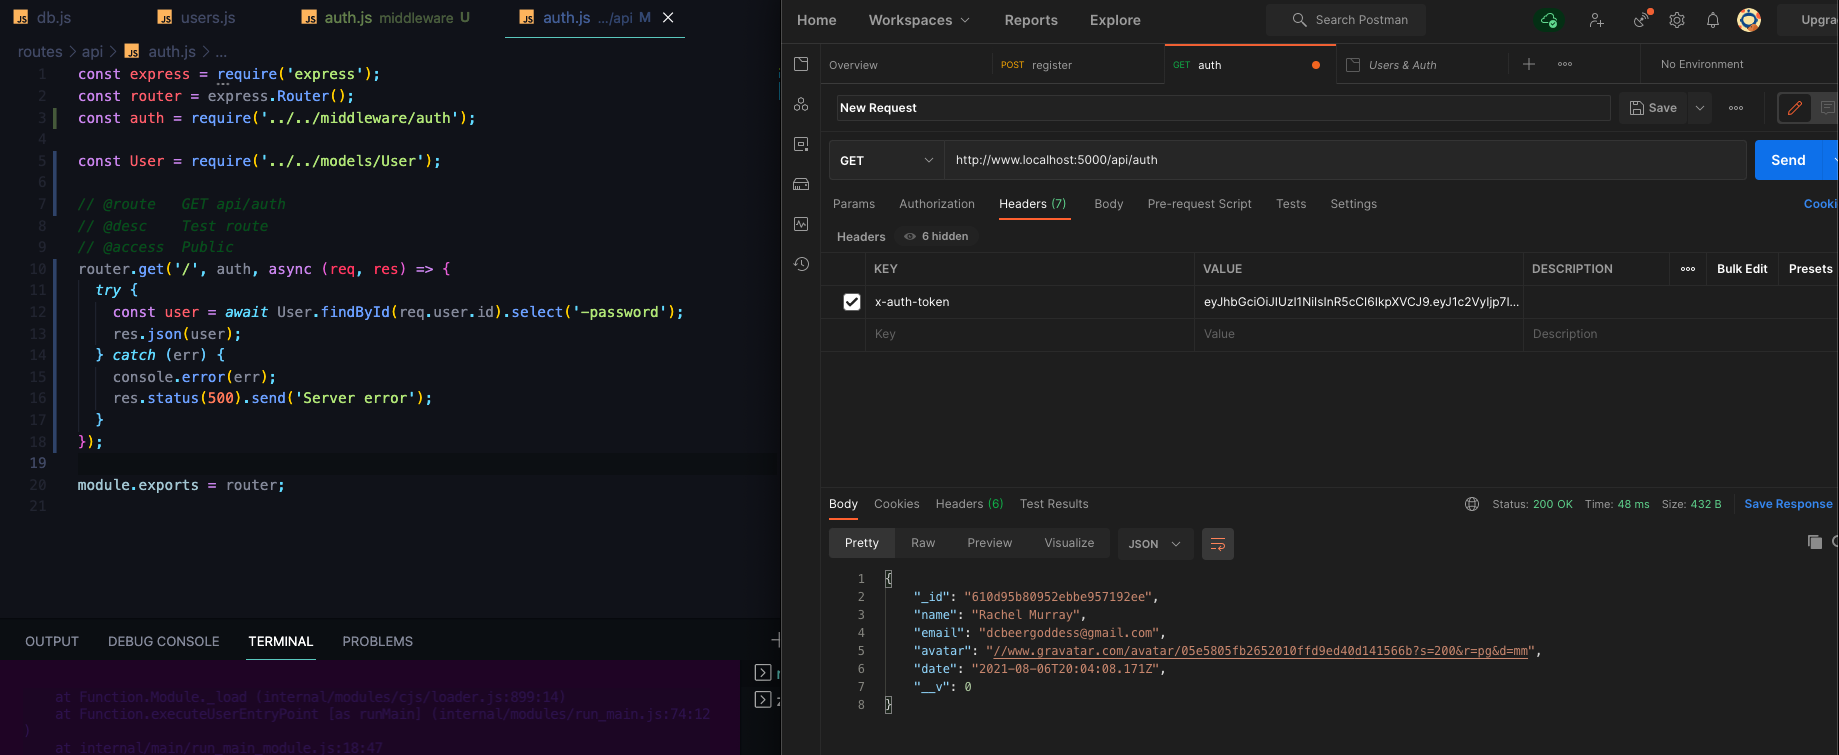 db.js
users.js
auth.js middleware U
auth.js .../api M
routes > api > auth.js > ...
1 const express = require('express');
2 const router = express.Router();
3 const auth = require('../../middleware/auth');
4
5 const User = require('../../models/User');
6
7 // @route   GET api/auth
8 // @desc    Test route
9 // @access  Public
10 router.get('/', auth, async (req, res) => {
11   try {
12     const user = await User.findById(req.user.id).select('-password');
13     res.json(user);
14   } catch (err) {
15     console.error(err);
16     res.status(500).send('Server error');
17   }
18 });
19
20 module.exports = router;
21
OUTPUT DEBUG CONSOLE TERMINAL PROBLEMS
at Function.Module._load (internal/modules/cjs/loader.js:899:14)
at Function.executeUserEntryPoint [as runMain] (internal/modules/run_main.js:74:12
)
at internal/main/run_main_module.js:18:47
Home Workspaces Reports Explore Search Postman
Overview POST register GET auth Users & Auth No Environment
New Request Save
GET http://www.localhost:5000/api/auth Send
Params Authorization Headers (7) Body Pre-request Script Tests Settings
Headers 6 hidden
KEY VALUE DESCRIPTION Bulk Edit Presets
x-auth-token
Key Value Description
Body Cookies Headers (6) Test Results Status: 200 OK Time: 48 ms Size: 432 B Save Response
Pretty Raw Preview Visualize JSON
1 {
2 "_id": "610d95b80952ebbe957192ee",
3 "name": "Rachel Murray",
4 "email": "dcbeergoddess@gmail.com",
5 "avatar": "//www.gravatar.com/avatar/05e5805fb2652010ffd9ed40d141566b?s=200&r=pg&d=mm",
6 "date": "2021-08-06T20:04:08.171Z",
7 "__v": 0
8 }